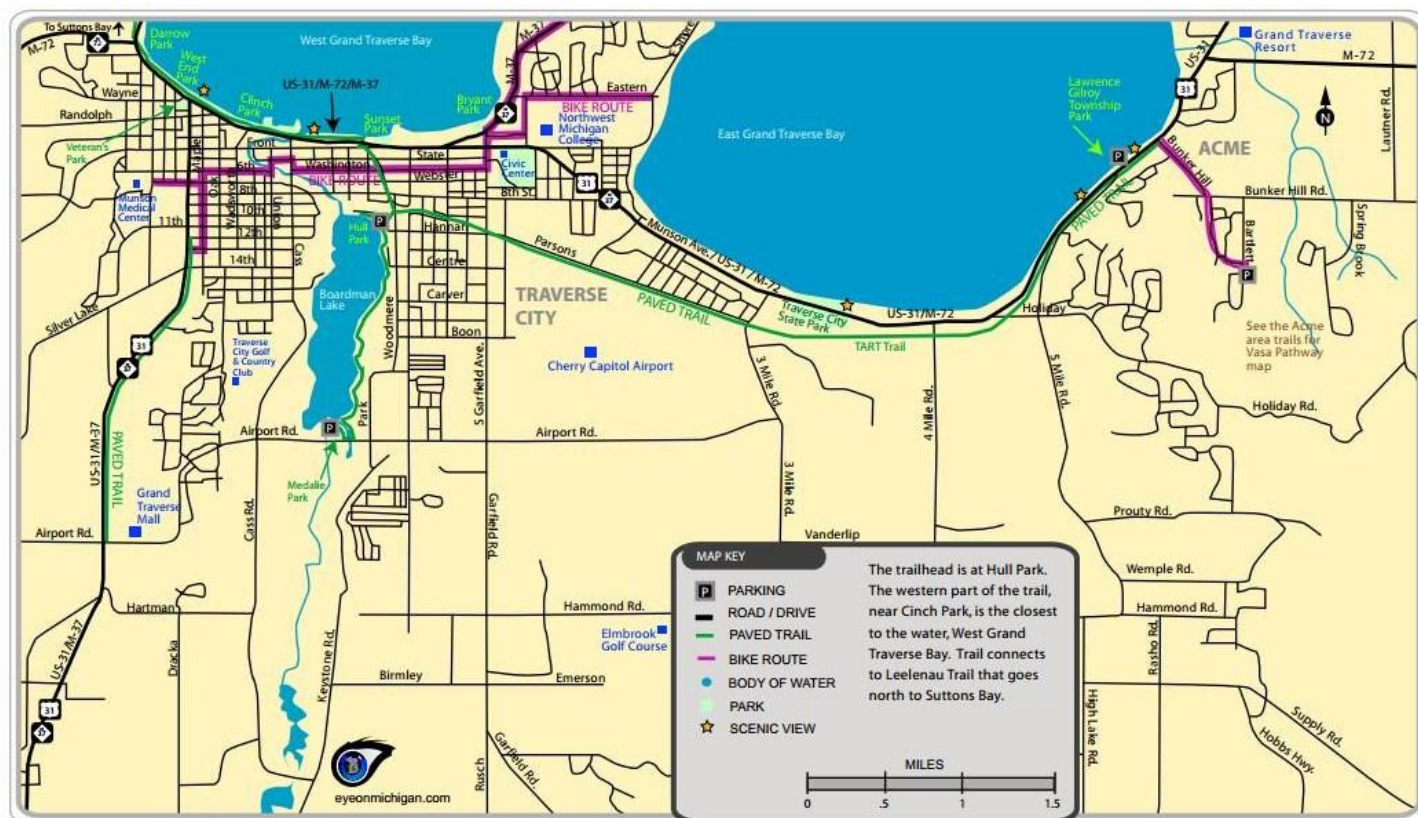 To Suttons Bay
M-72
Darrow
Park
West
End
Park
West Grand Traverse Bay
US-31/M-72/M-37
M-37
M-37
E Shore
Wayne
Randolph
Veteran's
Park
Clinch
Park
Sunset
Park
Bryant
Park
37
Eastern
BIKE ROUTE
Northwest
Michigan
College
East Grand Traverse Bay
Lawrence
Gilroy
Township
Park
US-31
31
Grand Traverse
Resort
M-72
Lautner Rd.
N
ACME
Bunker Hill
Bunker Hill Rd.
Bartlett
Spring Brook
P
P
Front
Maple
6th
Washington
State
BIKE ROUTE
Webster
Civic
Center
8th St.
31
37
Munson
Medical
Center
Oak
Wadsworth
8th
10th
11th
12th
14th
Union
Cass
P
Hull
Park
Hannah
Centre
Carver
Boon
Woodmere
Boardman
Lake
Parsons
PAVED TRAIL
Munson Ave. / US-31 / M-72
TRAVERSE
CITY
Traverse City
State Park
US-31/M-72
TART Trail
PAVED TRAIL
Holiday
See the Acme
area trails for
Vasa Pathway
map
Silver Lake
31
Traverse
City Golf
& Country
Club
Cherry Capitol Airport
S Garfield Ave.
3 Mile Rd.
4 Mile Rd.
5 Mile Rd.
Holiday Rd.
P
Park
Airport Rd.
Airport Rd.
US-31/M-37
PAVED TRAIL
Medalie
Park
Grand
Traverse
Mall
Airport Rd.
Cass Rd.
Garfield Rd.
3 Mile Rd.
Vanderlip
Prouty Rd.
Wemple Rd.
Hammond Rd.
Hartman
Hammond Rd.
Elmbrook
Golf Course
US-31/M-37
Dracka
Keystone Rd.
Birmley
Emerson
Rasho Rd.
High Lake Rd.
Supply Rd.
Hobbs Hwy.
31
Rusch
Garfield Rd.
eyeonmichigan.com
MAP KEY
P PARKING
ROAD / DRIVE
PAVED TRAIL
BIKE ROUTE
BODY OF WATER
PARK
SCENIC VIEW
The trailhead is at Hull Park.
The western part of the trail,
near Cinch Park, is the closest
to the water, West Grand
Traverse Bay. Trail connects
to Leelenau Trail that goes
north to Suttons Bay.
MILES
0 .5 1 1.5